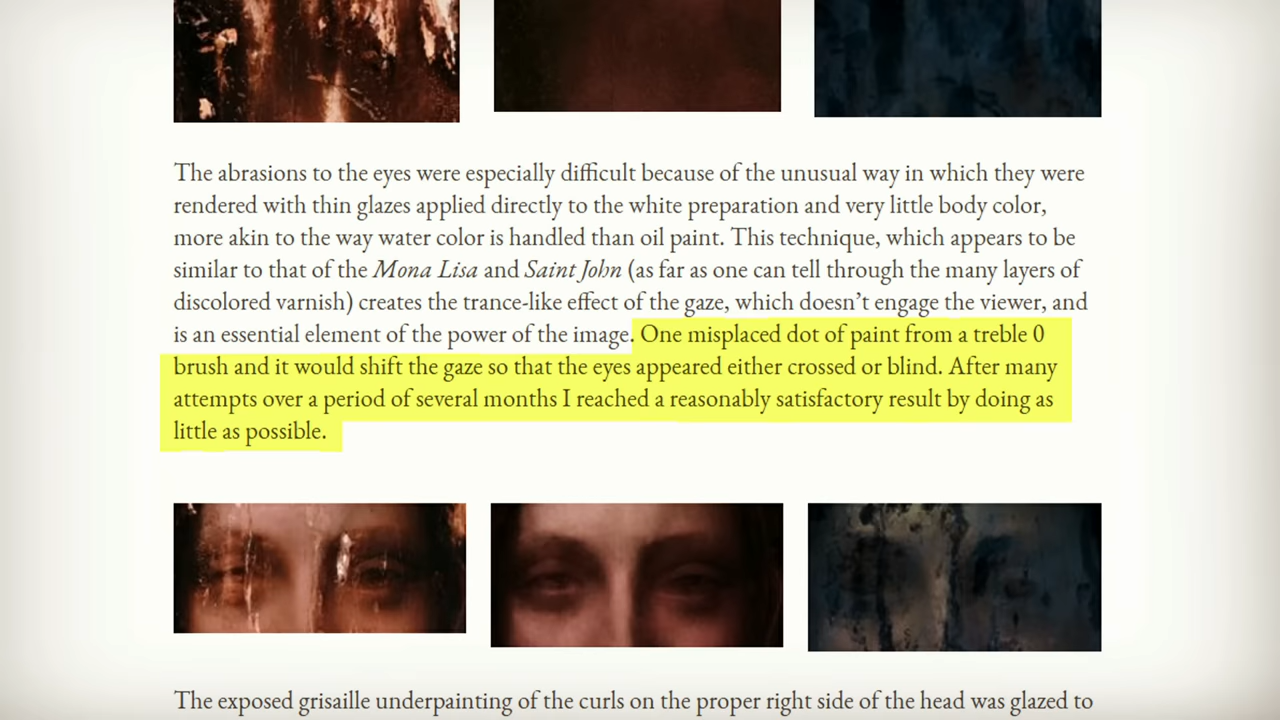 The abrasions to the eyes were especially difficult because of the unusual way in which they were
rendered with thin glazes applied directly to the white preparation and very little body color,
more akin to the way water color is handled than oil paint. This technique, which appears to be
similar to that of the Mona Lisa and Saint John (as far as one can tell through the many layers of
discolored varnish) creates the trance-like effect of the gaze, which doesn’t engage the viewer, and
is an essential element of the power of the image. One misplaced dot of paint from a treble 0
brush and it would shift the gaze so that the eyes appeared either crossed or blind. After many
attempts over a period of several months I reached a reasonably satisfactory result by doing as
little as possible.
The exposed grisaille underpainting of the curls on the proper right side of the head was glazed to